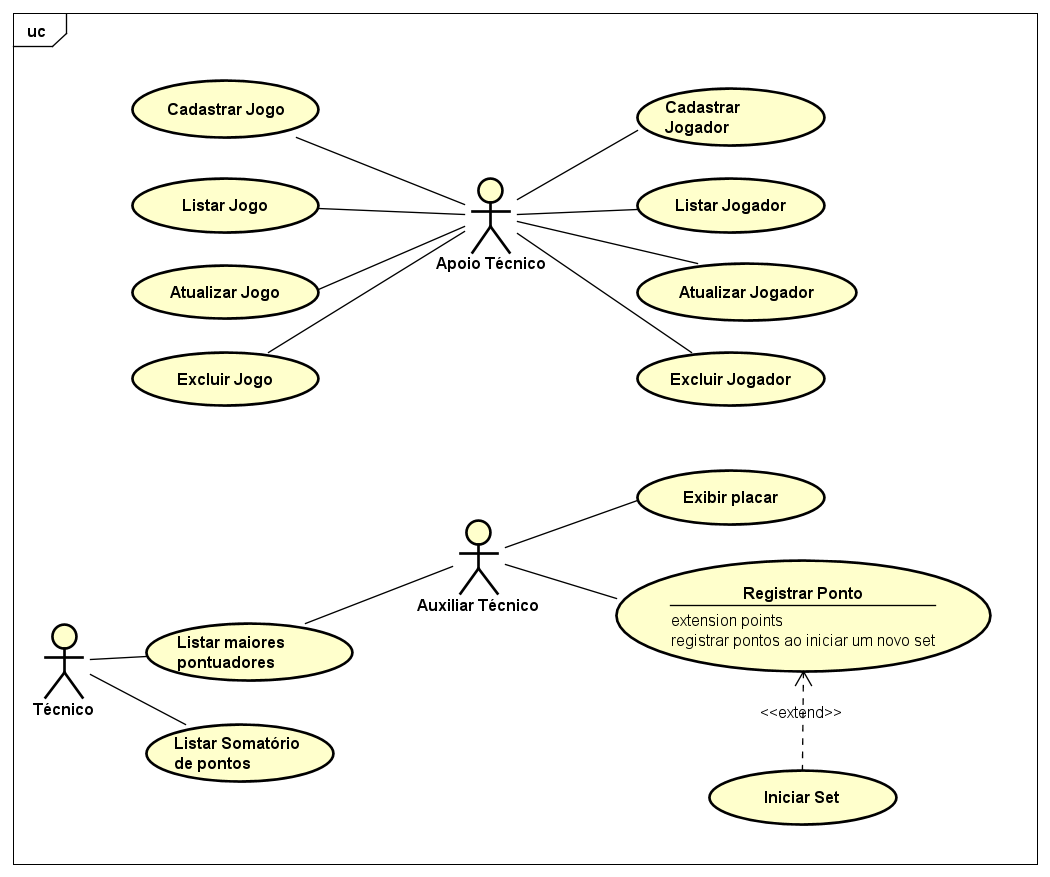 uc
Cadastrar Jogo
Cadastrar
Jogador
Listar Jogo
Listar Jogador
Apoio Técnico
Atualizar Jogo
Atualizar Jogador
Excluir Jogo
Excluir Jogador
Exibir placar
Auxiliar Técnico
Registrar Ponto
extension points
registrar pontos ao iniciar um novo set
Listar maiores
pontuadores
Técnico
<<extend>>
Listar Somatório
de pontos
Iniciar Set